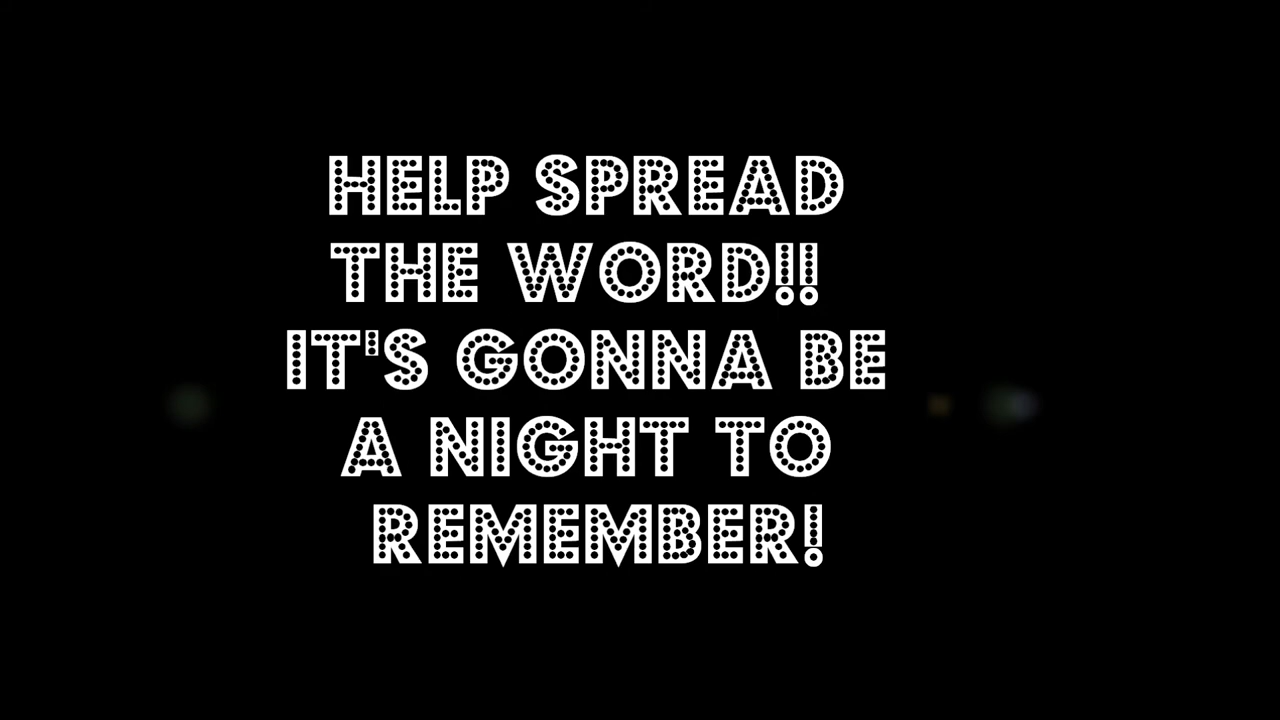 HELP SPREAD
THE WORD!!
IT'S GONNA BE
A NIGHT TO
REMEMBER!